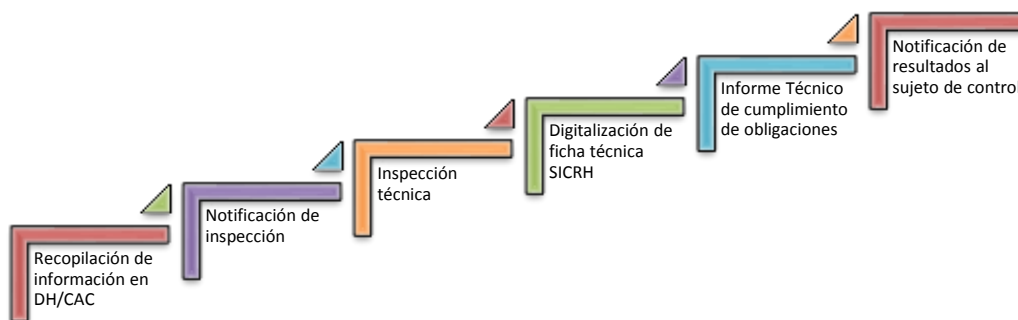 Recopilación de
información en
DH/CAC
Notificación de
inspección
Inspección
técnica
Digitalización de
ficha técnica
SICRH
Informe Técnico
de cumplimiento
de obligaciones
Notificación de
resultados al
sujeto de control